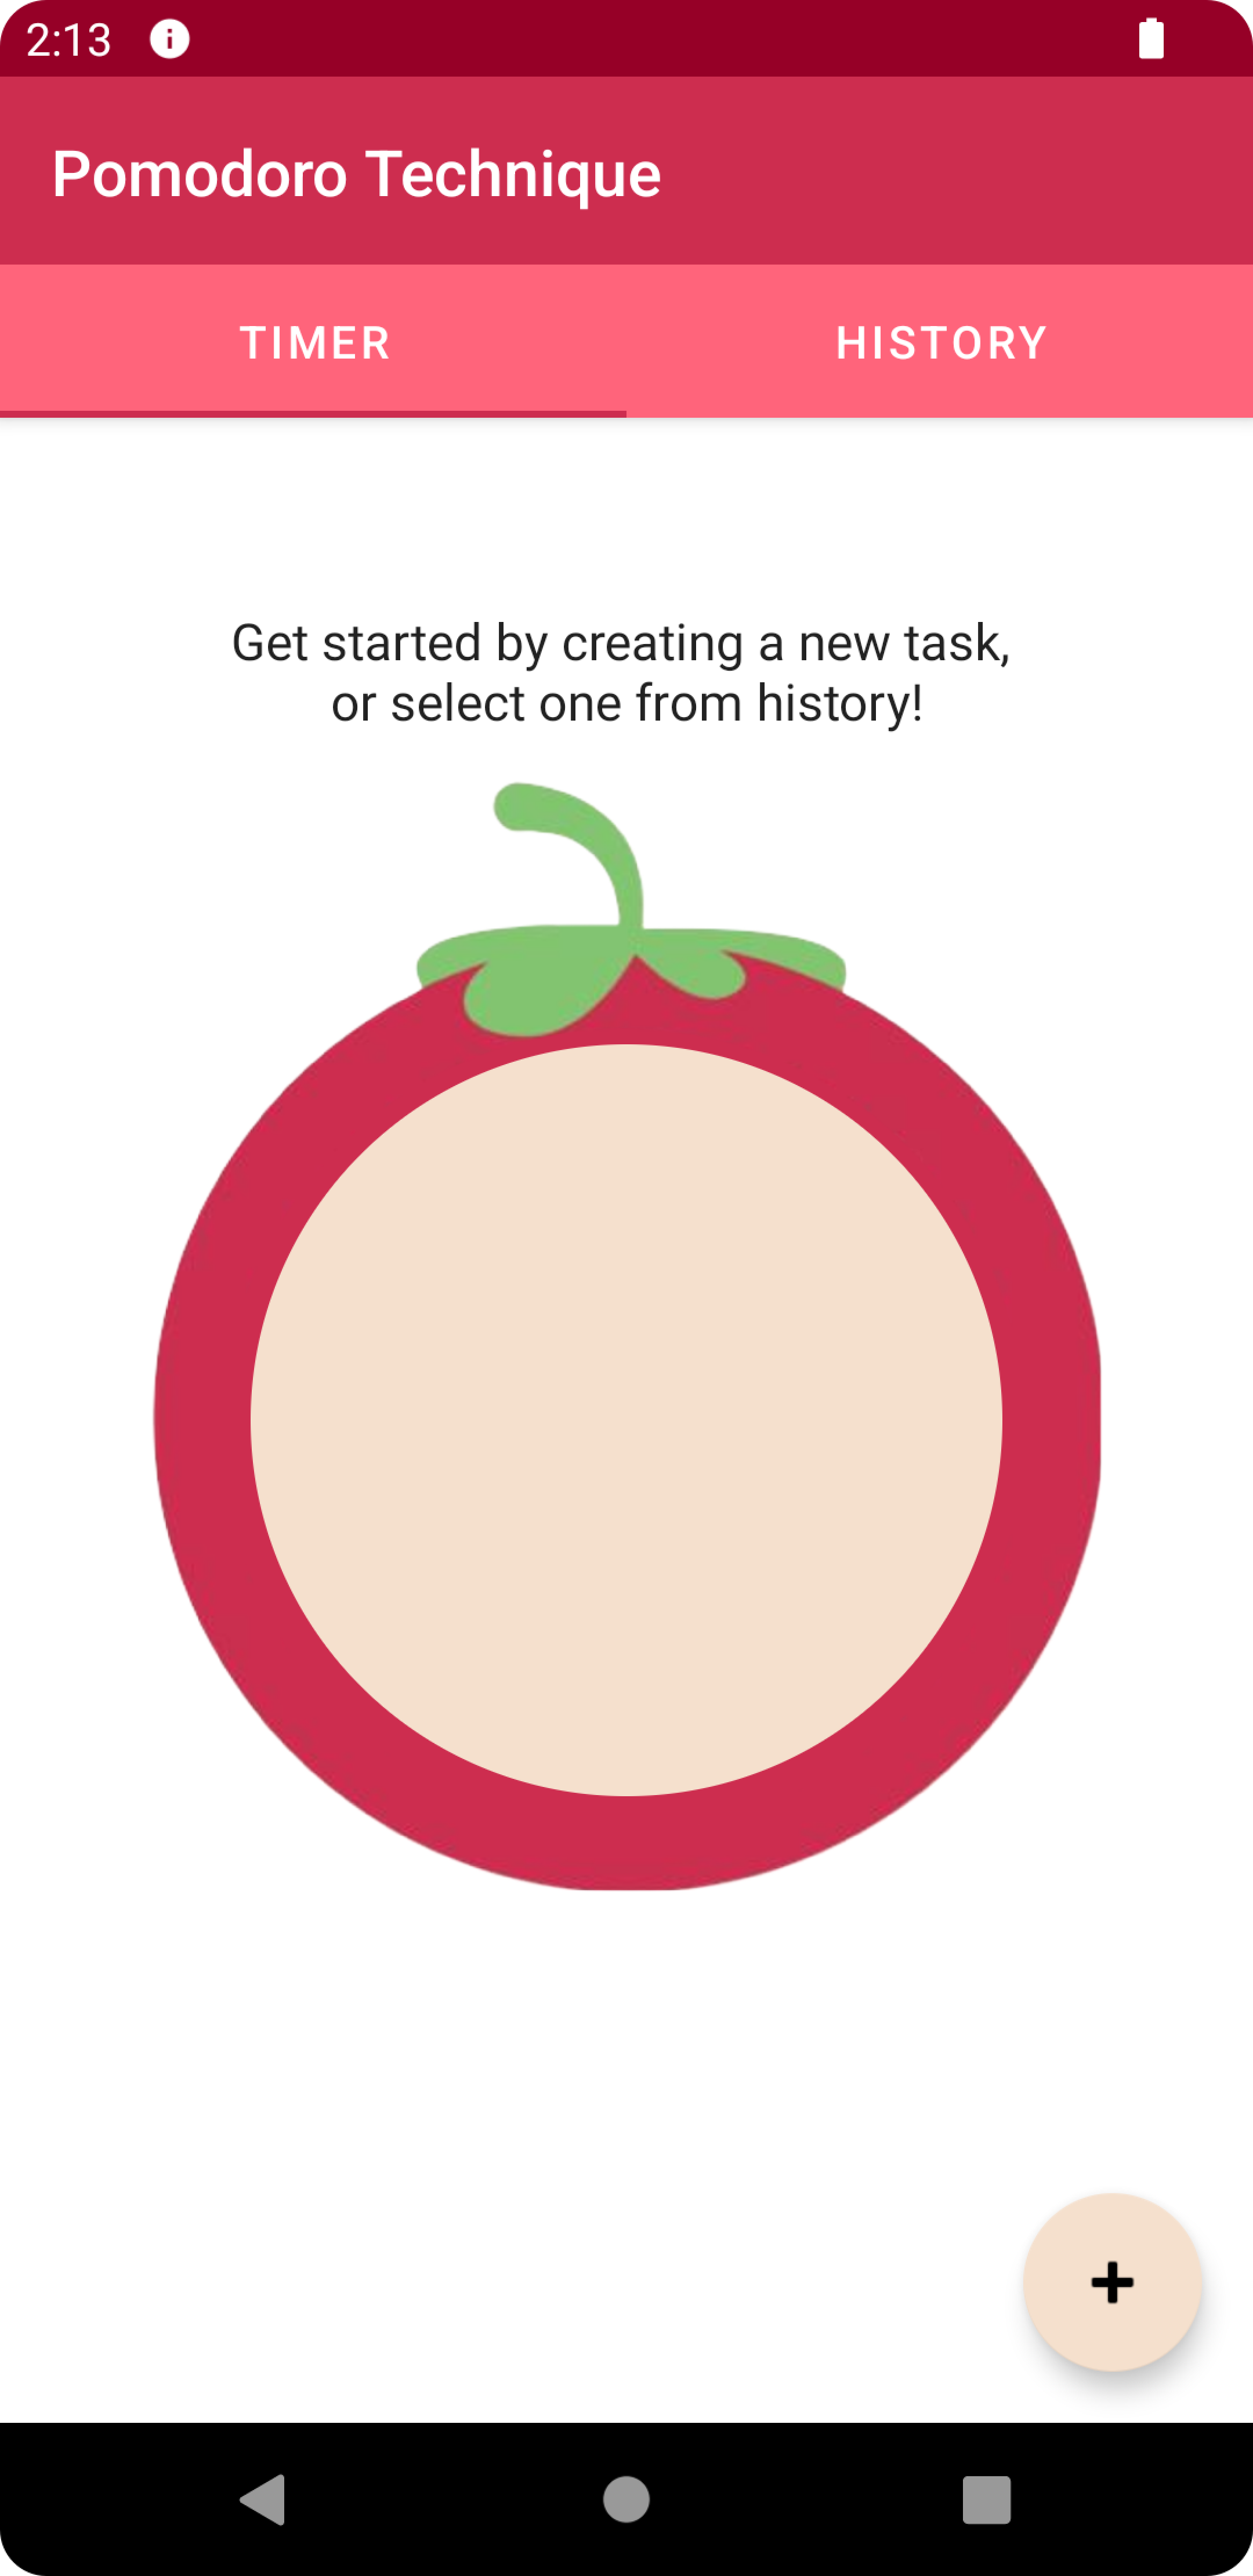 2:13
Pomodoro Technique
TIMER
HISTORY
Get started by creating a new task,
or select one from history!